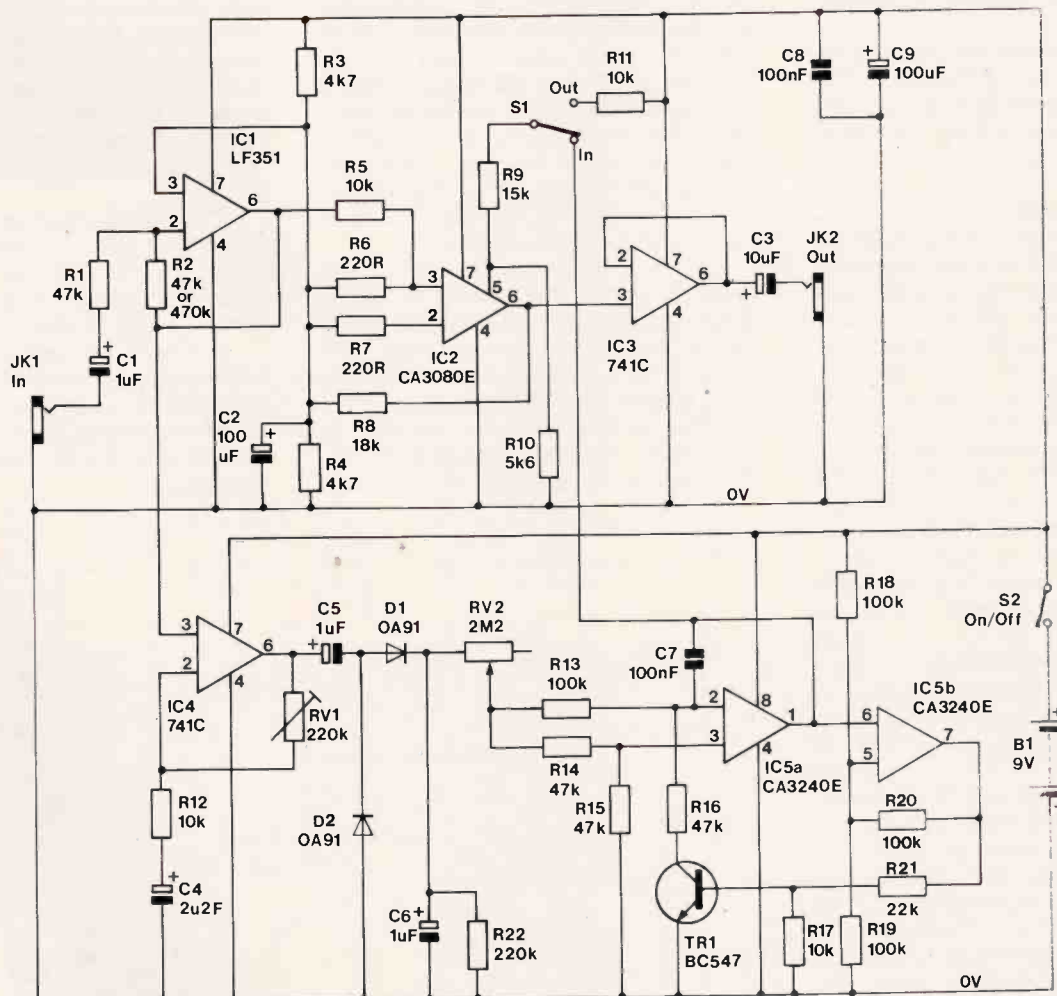 R3
4k7
R11
10k
C8
100nF
+
C9
100uF
Out
S1
In
IC1
LF351
3
7
2
6
4
R5
10k
R9
15k
R1
47k
R2
47k
or
470k
R6
220R
3
7
5
6
2
4
R7
220R
IC2
CA3080E
2
7
6
3
4
IC3
741C
C3
10uF
+
JK2
Out
JK1
In
+
C1
1uF
C2
100
uF
+
R8
18k
R4
4k7
R10
5k6
0V
R18
100k
S2
On/Off
C5
1uF
+
D1
OA91
RV2
2M2
3
7
2
6
4
IC4
741C
RV1
220k
R13
100k
C7
100nF
2
8
3
1
4
IC5a
CA3240E
IC5b
CA3240E
6
7
5
+
B1
9V
R14
47k
R12
10k
D2
OA91
R15
47k
R16
47k
R20
100k
R21
22k
+
C4
2u2F
C6
1uF
+
R22
220k
TR1
BC547
R17
10k
R19
100k
0V